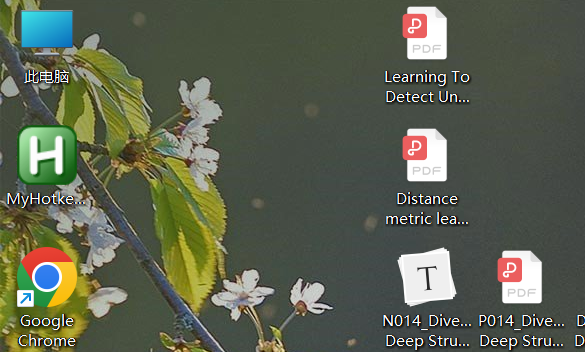 此电脑
Learning To
Detect Un...
MyHotke...
Distance
metric lea...
Google
Chrome
N014_Dive...
Deep Stru...
P014_Dive...
Deep Stru...
PDF
PDF
PDF
H
T